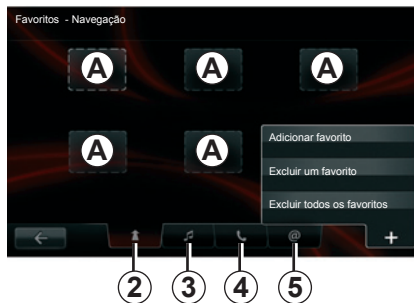 Favoritos - Navegação
A A A
A A
Adicionar favorito
Excluir um favorito
Excluir todos os favoritos
@ +
2 3 4 5